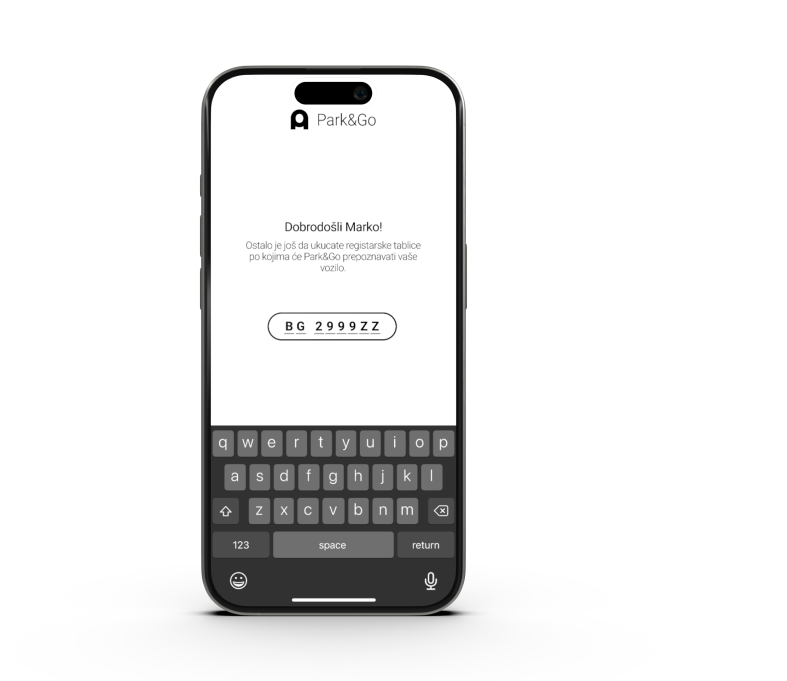 Park&Go
Dobrodošli Marko!
Ostalo je još da ukucate registarske tablice
po kojima će Park&Go prepoznavati vaše
vozilo.
BG 2999ZZ
q w e r t y u i o p
a s d f g h j k l
z x c v b n m
123 space return